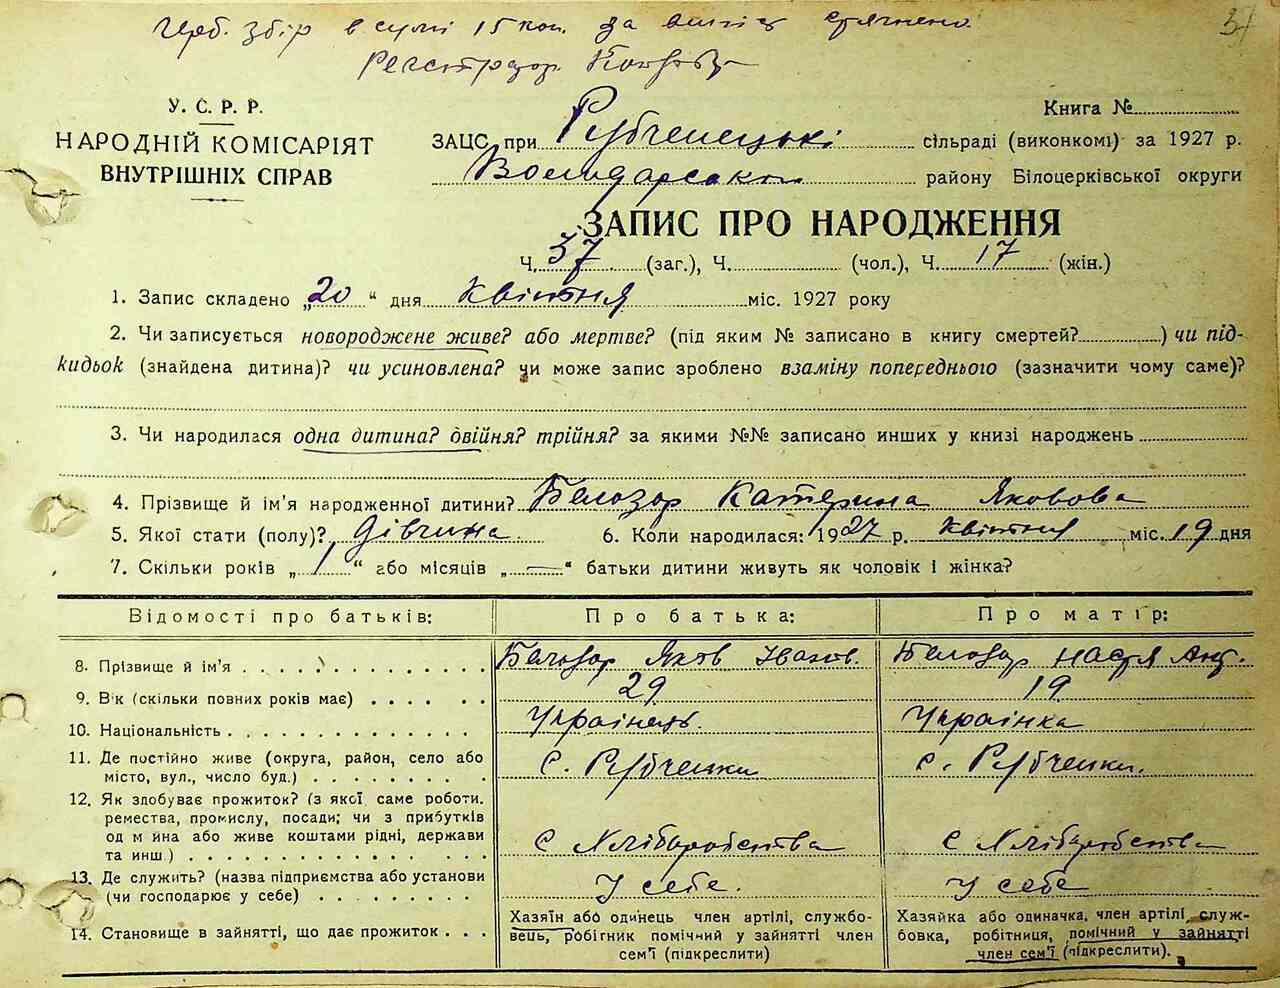 Герб. збір в сумі 15 коп. за випис стягнено.
Регстратор
37
У. С. Р. Р.
НАРОДНІЙ КОМІСАРІЯТ
ВНУТРІШНІХ СПРАВ
Книга №
ЗАЦС при Рубченецькі сільраді (виконкомі) за 1927 р.
Володарського району Білоцерківської округи
ЗАПИС ПРО НАРОДЖЕННЯ
Ч. 37 (заг.), Ч. (чол.), Ч. 17 (жін.)
1. Запис складено „20“ дня Квітня міс. 1927 року
2. Чи записується новороджене живе? або мертве? (під яким № записано в книгу смертей?) чи під-
кидьок (знайдена дитина)? чи усиновлена? чи може запис зроблено взаміну попереднього (зазначити чому саме)?
3. Чи народилася одна дитина? двійня? трійня? за якими №№ записано инших у книзі народжень
4. Прізвище й ім'я народженної дитини? Белозор Катерина Яковова
5. Якої стати (полу)? Дівчина. 6. Коли народилася: 1927 р. Квітня міс. 19 дня
7. Скільки років „1“ або місяців „—“ батьки дитини живуть як чоловік і жінка?
Відомості про батьків: Про батька: Про матір:
8. Прізвище й ім'я Белозор Яков Іванов. Белозор Настя Ант.
9. Вік (скільки повних років має) 29 19
10. Національність Українець. Українка
11. Де постійно живе (округа, район, село або
місто, вул., число буд.) С. Рубченки С. Рубченки.
12. Як здобуває прожиток? (з якої саме роботи,
ремества, промислу, посади; чи з прибутків
од майна або живе коштами рідні, держави
та инш.) С Хліборобства С Хліборобства
13. Де служить? (назва підприємства або установи
(чи господарює у себе) У себе. У себе
14. Становище в зайнятті, що дає прожиток
Хазяїн або одинець член артілі, службо-
вець, робітник помічний у зайнятті член
сем'ї (підкреслити)
Хазяйка або одиначка, член артілі, служ-
бовка, робітниця, помічний у зайнятті
член сем'ї (підкреслити).